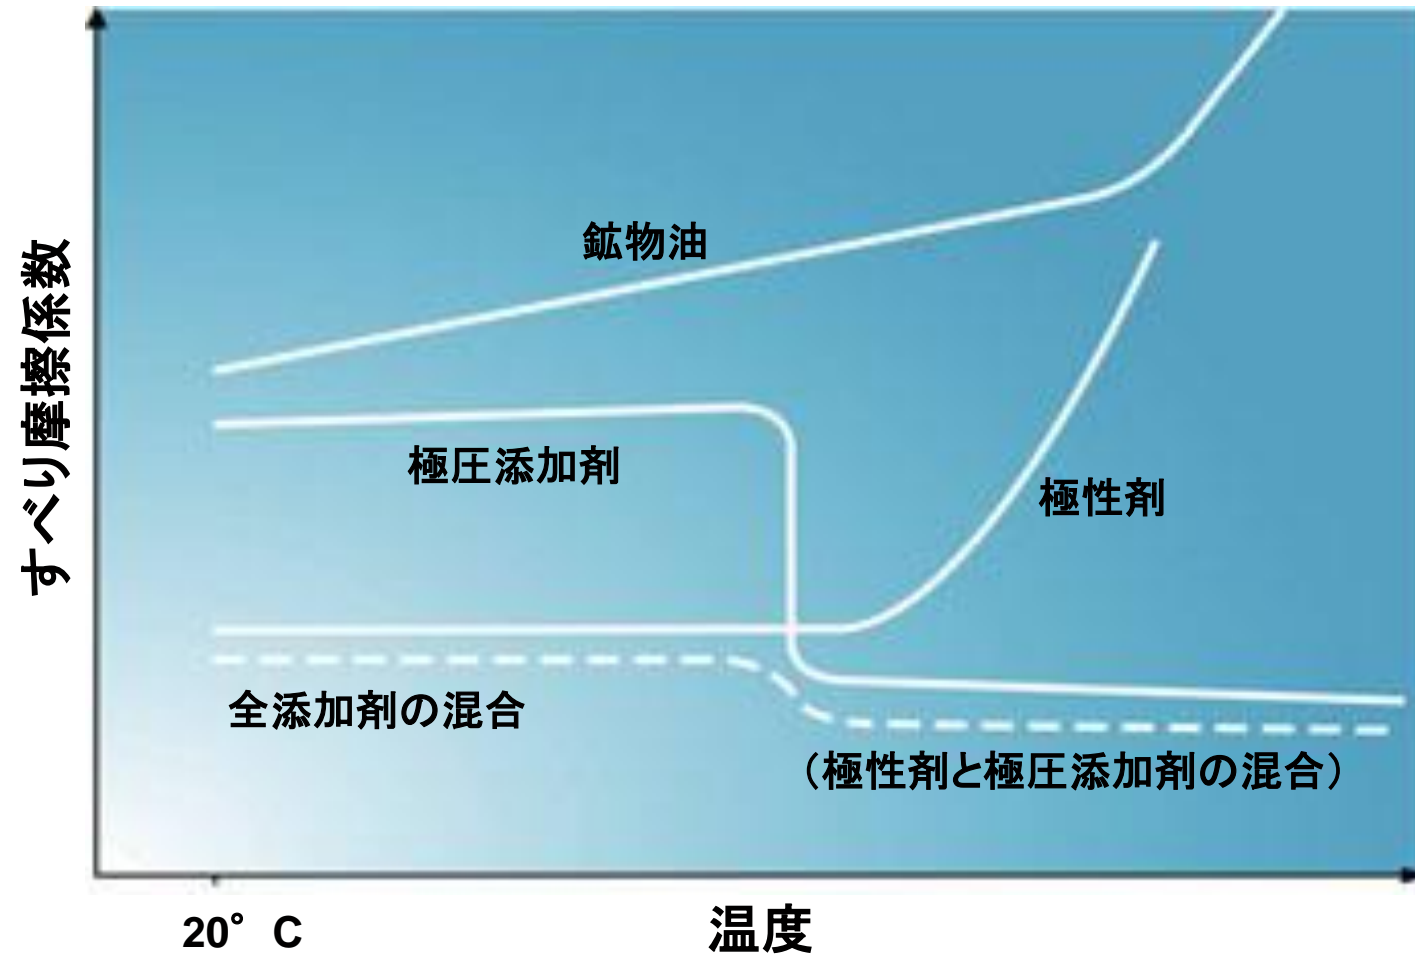 鉱物油
すべり摩擦係数
極圧添加剤
極性剤
全添加剤の混合
（極性剤と極圧添加剤の混合）
20°C
温度